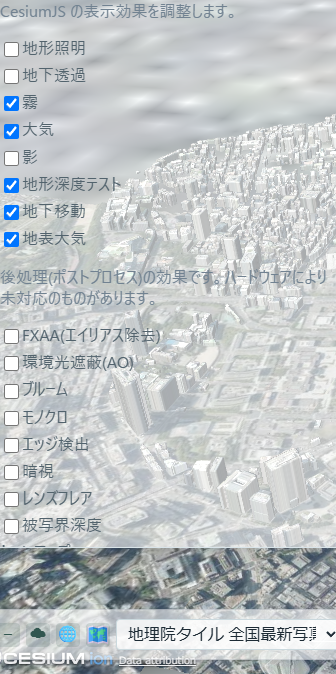 CesiumJS の表示効果を調整します。
地形照明
地下透過
霧
大気
影
地形深度テスト
地下移動
地表大気
後処理(ポストプロセス)の効果です。ハードウェアにより
未対応のものがあります。
FXAA(エイリアス除去)
環境光遮蔽(AO)
ブルーム
モノクロ
エッジ検出
暗視
レンズフレア
被写界深度
地理院タイル 全国最新写真
CESIUM ion Data attribution